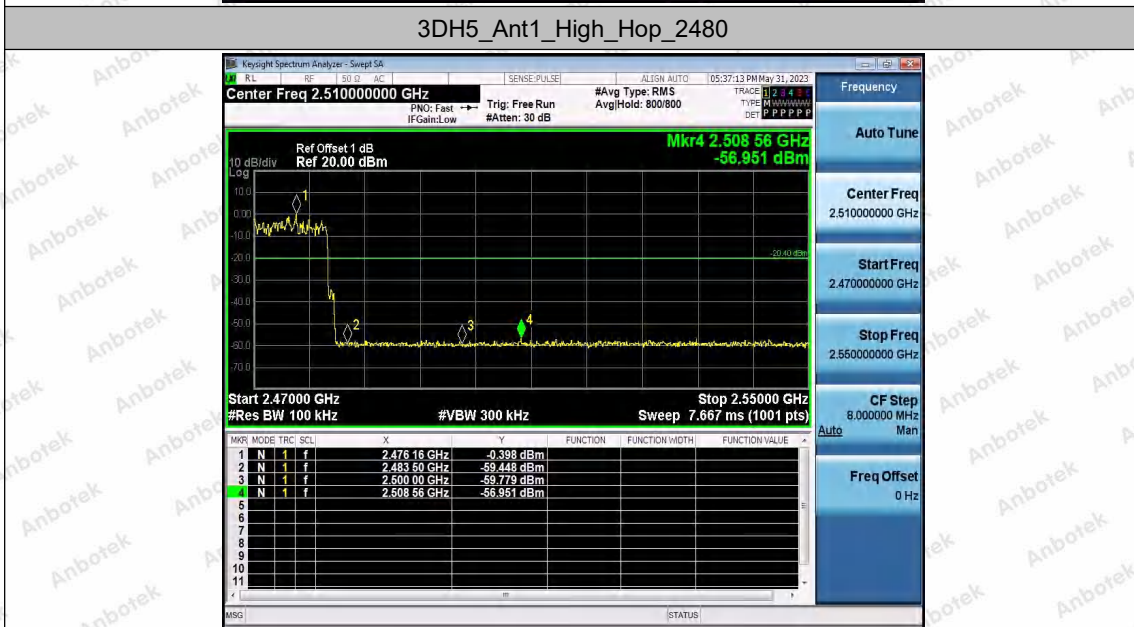 3DH5_Ant1_High_Hop_2480
Keysight Spectrum Analyzer - Swept SA
RL RF 50 Ω AC SENSE:PULSE ALIGN AUTO 05:37:13 PM May 31, 2023
Center Freq 2.510000000 GHz
PNO: Fast
IFGain:Low
Trig: Free Run
#Atten: 30 dB
#Avg Type: RMS
Avg|Hold: 800/800
TRACE 1 2 3 4 5 6
TYPE M W W W W W
DET P P P P P P
Ref Offset 1 dB
Ref 20.00 dBm
10 dB/div
Log
Mkr4 2.508 56 GHz
-56.951 dBm
10.0
0.00
-10.0
-20.0
-30.0
-40.0
-50.0
-60.0
-70.0
-20.40 dBm
1
2
3
4
Start 2.47000 GHz Stop 2.55000 GHz
#Res BW 100 kHz #VBW 300 kHz Sweep 7.667 ms (1001 pts)
MKR MODE TRC SCL X Y FUNCTION FUNCTION WIDTH FUNCTION VALUE
1 N 1 f 2.476 16 GHz -0.398 dBm
2 N 1 f 2.483 50 GHz -59.448 dBm
3 N 1 f 2.500 00 GHz -59.779 dBm
4 N 1 f 2.508 56 GHz -56.951 dBm
5
6
7
8
9
10
11
MSG STATUS
Frequency
Auto Tune
Center Freq
2.510000000 GHz
Start Freq
2.470000000 GHz
Stop Freq
2.550000000 GHz
CF Step
8.000000 MHz
Auto Man
Freq Offset
0 Hz
Anbotek